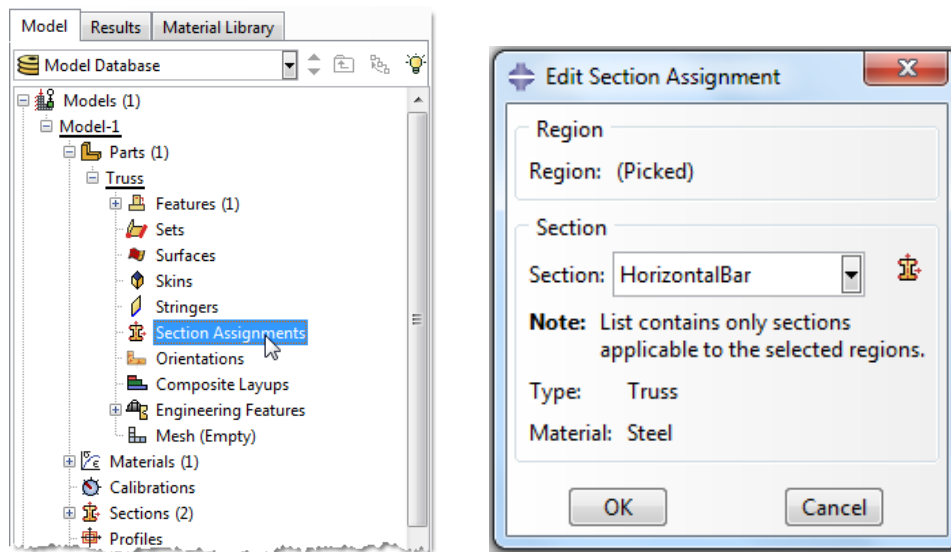 Model Results Material Library
Model Database
Models (1)
Model-1
Parts (1)
Truss
Features (1)
Sets
Surfaces
Skins
Stringers
Section Assignments
Orientations
Composite Layups
Engineering Features
Mesh (Empty)
Materials (1)
Calibrations
Sections (2)
Profiles
Edit Section Assignment
Region
Region: (Picked)
Section
Section: HorizontalBar
Note: List contains only sections
applicable to the selected regions.
Type: Truss
Material: Steel
OK Cancel